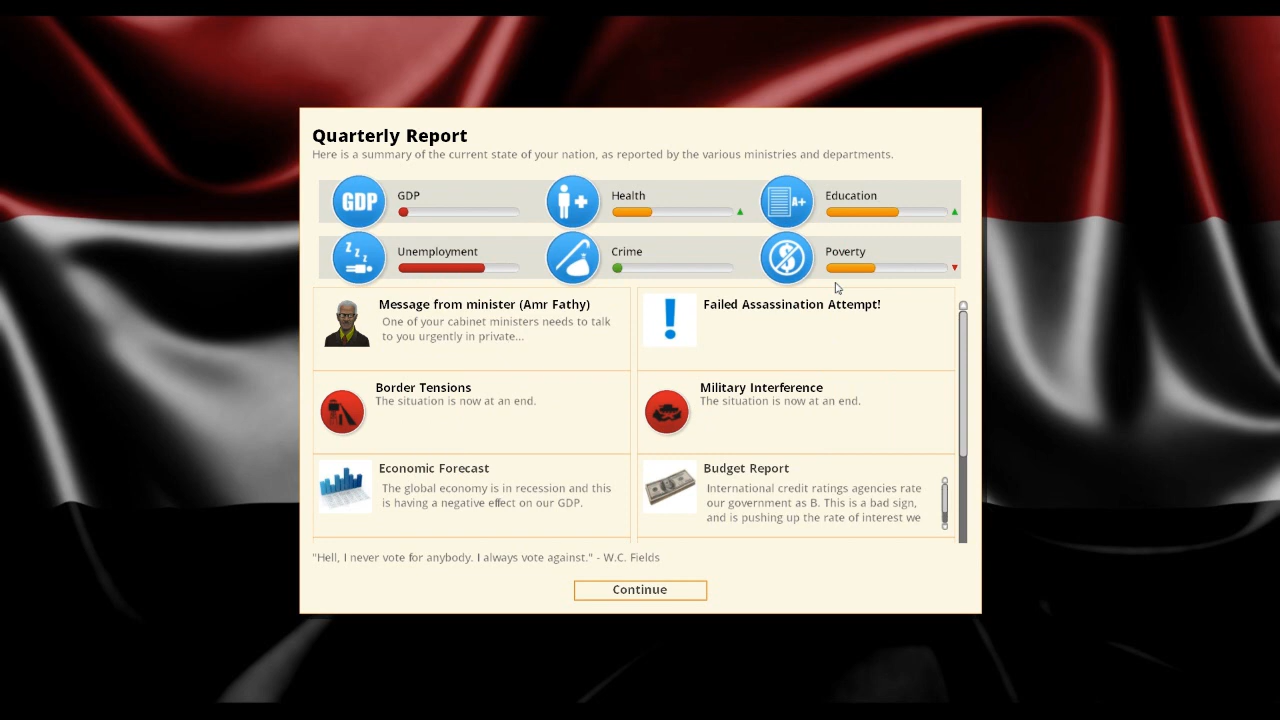 Quarterly Report
Here is a summary of the current state of your nation, as reported by the various ministries and departments.
GDP
GDP
Health
A+
Education
Z Z Z
Unemployment
Crime
$
Poverty
Message from minister (Amr Fathy)
One of your cabinet ministers needs to talk
to you urgently in private...
Failed Assassination Attempt!
Border Tensions
The situation is now at an end.
Military Interference
The situation is now at an end.
Economic Forecast
The global economy is in recession and this
is having a negative effect on our GDP.
Budget Report
International credit ratings agencies rate
our government as B. This is a bad sign,
and is pushing up the rate of interest we
"Hell, I never vote for anybody. I always vote against." - W.C. Fields
Continue